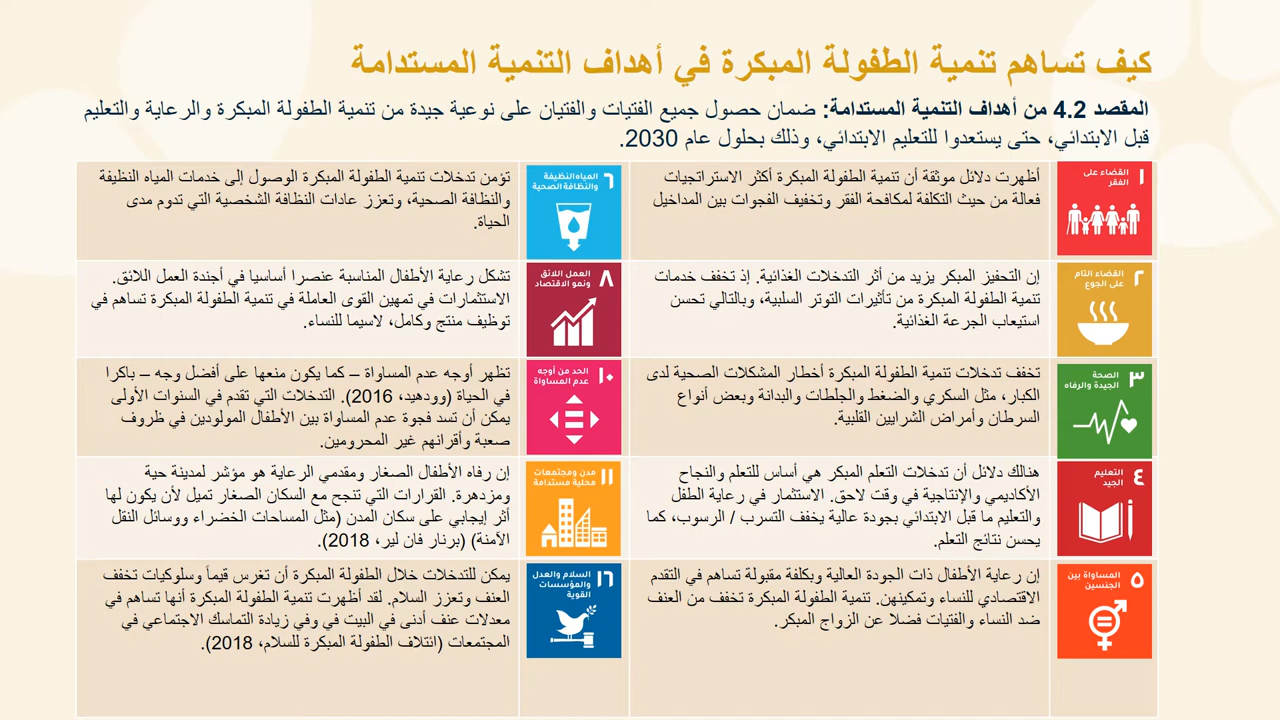 كيف تساهم تنمية الطفولة المبكرة في أهداف التنمية المستدامة
المقصد 4.2 من أهداف التنمية المستدامة: ضمان حصول جميع الفتيات والفتيان على نوعية جيدة من تنمية الطفولة المبكرة والرعاية والتعليم
قبل الابتدائي، حتى يستعدوا للتعليم الابتدائي، وذلك بحلول عام 2030.
١ القضاء على
الفقر
أظهرت دلائل موثقة أن تنمية الطفولة المبكرة أكثر الاستراتجيات
فعالة من حيث التكلفة لمكافحة الفقر وتخفيف الفجوات بين المداخيل
٦ المياه النظيفة
والنظافة الصحية
تؤمن تدخلات تنمية الطفولة المبكرة الوصول إلى خدمات المياه النظيفة
والنظافة الصحية، وتعزز عادات النظافة الشخصية التي تدوم مدى
الحياة.
٢ القضاء التام
على الجوع
إن التحفيز المبكر يزيد من أثر التدخلات الغذائية. إذ تخفف خدمات
تنمية الطفولة المبكرة من تأثيرات التوتر السلبية، وبالتالي تحسن
استيعاب الجرعة الغذائية.
٨ العمل اللائق
ونمو الاقتصاد
تشكل رعاية الأطفال المناسبة عنصرا أساسيا في أجندة العمل اللائق.
الاستثمارات في تمهين القوى العاملة في تنمية الطفولة المبكرة تساهم في
توظيف منتج وكامل، لاسيما للنساء.
٣ الصحة
الجيدة والرفاه
تخفف تدخلات تنمية الطفولة المبكرة أخطار المشكلات الصحية لدى
الكبار، مثل السكري والضغط والجلطات والبدانة وبعض أنواع
السرطان وأمراض الشرايين القلبية.
١٠ الحد من أوجه
عدم المساواة
تظهر أوجه عدم المساواة – كما يكون منعها على أفضل وجه – باكرا
في الحياة (وودهيد، 2016). التدخلات التي تقدم في السنوات الأولى
يمكن أن تسد فجوة عدم المساواة بين الأطفال المولودين في ظروف
صعبة وأقرانهم غير المحرومين.
٤ التعليم
الجيد
هنالك دلائل أن تدخلات التعلم المبكر هي أساس للتعلم والنجاح
الأكاديمي والإنتاجية في وقت لاحق. الاستثمار في رعاية الطفل
والتعليم ما قبل الابتدائي بجودة عالية يخفف التسرب / الرسوب، كما
يحسن نتائج التعلم.
١١ مدن ومجتمعات
محلية مستدامة
إن رفاه الأطفال الصغار ومقدمي الرعاية هو مؤشر لمدينة حية
ومزدهرة. القرارات التي تنجح مع السكان الصغار تميل لأن يكون لها
أثر إيجابي على سكان المدن (مثل المساحات الخضراء ووسائل النقل
الآمنة) (برنار فان لير، 2018).
٥ المساواة بين
الجنسين
إن رعاية الأطفال ذات الجودة العالية وبكلفة مقبولة تساهم في التقدم
الاقتصادي للنساء وتمكينهن. تنمية الطفولة المبكرة تخفف من العنف
ضد النساء والفتيات فضلا عن الزواج المبكر.
١٦ السلام والعدل
والمؤسسات
القوية
يمكن للتدخلات خلال الطفولة المبكرة أن تغرس قيماً وسلوكيات تخفف
العنف وتعزز السلام. لقد أظهرت تنمية الطفولة المبكرة أنها تساهم في
معدلات عنف أدنى في البيت في وفي زيادة التماسك الاجتماعي في
المجتمعات (ائتلاف الطفولة المبكرة للسلام، 2018).